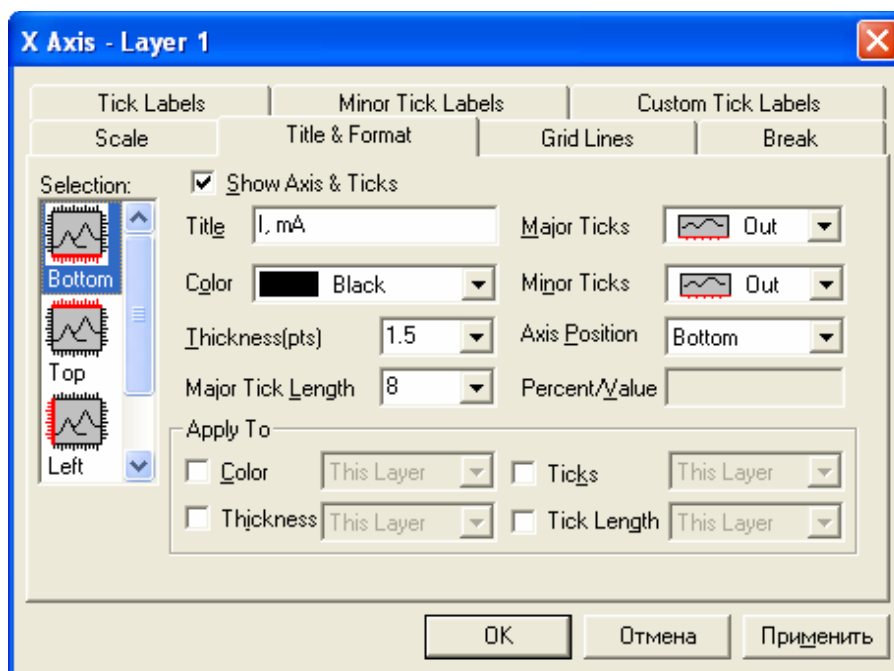 X Axis - Layer 1
Tick Labels Minor Tick Labels Custom Tick Labels
Scale Title & Format Grid Lines Break
Selection: Show Axis & Ticks
Title I, mA Major Ticks Out
Bottom Color Black Minor Ticks Out
Thickness(pts) 1.5 Axis Position Bottom
Top Major Tick Length 8 Percent/Value
Apply To
Left Color This Layer Ticks This Layer
Thickness This Layer Tick Length This Layer
OK Отмена Применить